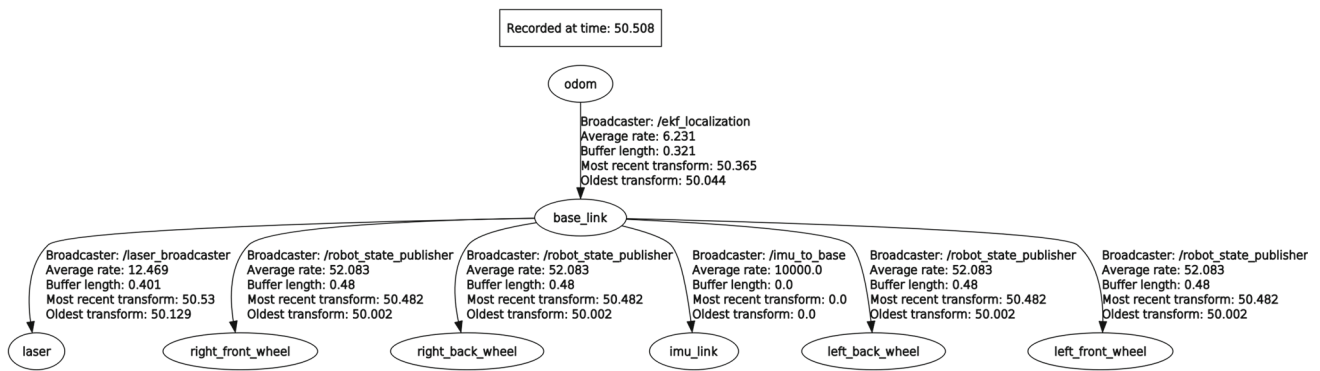 Recorded at time: 50.508
odom
Broadcaster: /ekf_localization
Average rate: 6.231
Buffer length: 0.321
Most recent transform: 50.365
Oldest transform: 50.044
base_link
Broadcaster: /laser_broadcaster
Average rate: 12.469
Buffer length: 0.401
Most recent transform: 50.53
Oldest transform: 50.129
Broadcaster: /robot_state_publisher
Average rate: 52.083
Buffer length: 0.48
Most recent transform: 50.482
Oldest transform: 50.002
Broadcaster: /robot_state_publisher
Average rate: 52.083
Buffer length: 0.48
Most recent transform: 50.482
Oldest transform: 50.002
Broadcaster: /imu_to_base
Average rate: 10000.0
Buffer length: 0.0
Most recent transform: 0.0
Oldest transform: 0.0
Broadcaster: /robot_state_publisher
Average rate: 52.083
Buffer length: 0.48
Most recent transform: 50.482
Oldest transform: 50.002
Broadcaster: /robot_state_publisher
Average rate: 52.083
Buffer length: 0.48
Most recent transform: 50.482
Oldest transform: 50.002
laser
right_front_wheel
right_back_wheel
imu_link
left_back_wheel
left_front_wheel